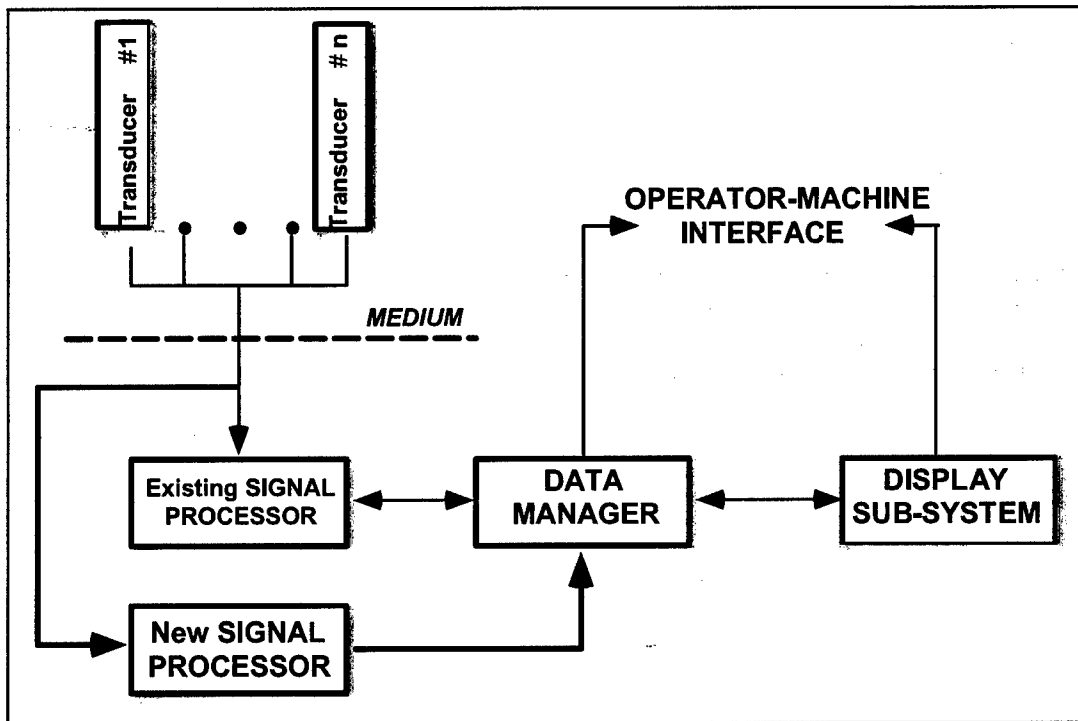 Transducer #1
Transducer # n
OPERATOR-MACHINE
INTERFACE
MEDIUM
Existing SIGNAL
PROCESSOR
DATA
MANAGER
DISPLAY
SUB-SYSTEM
New SIGNAL
PROCESSOR